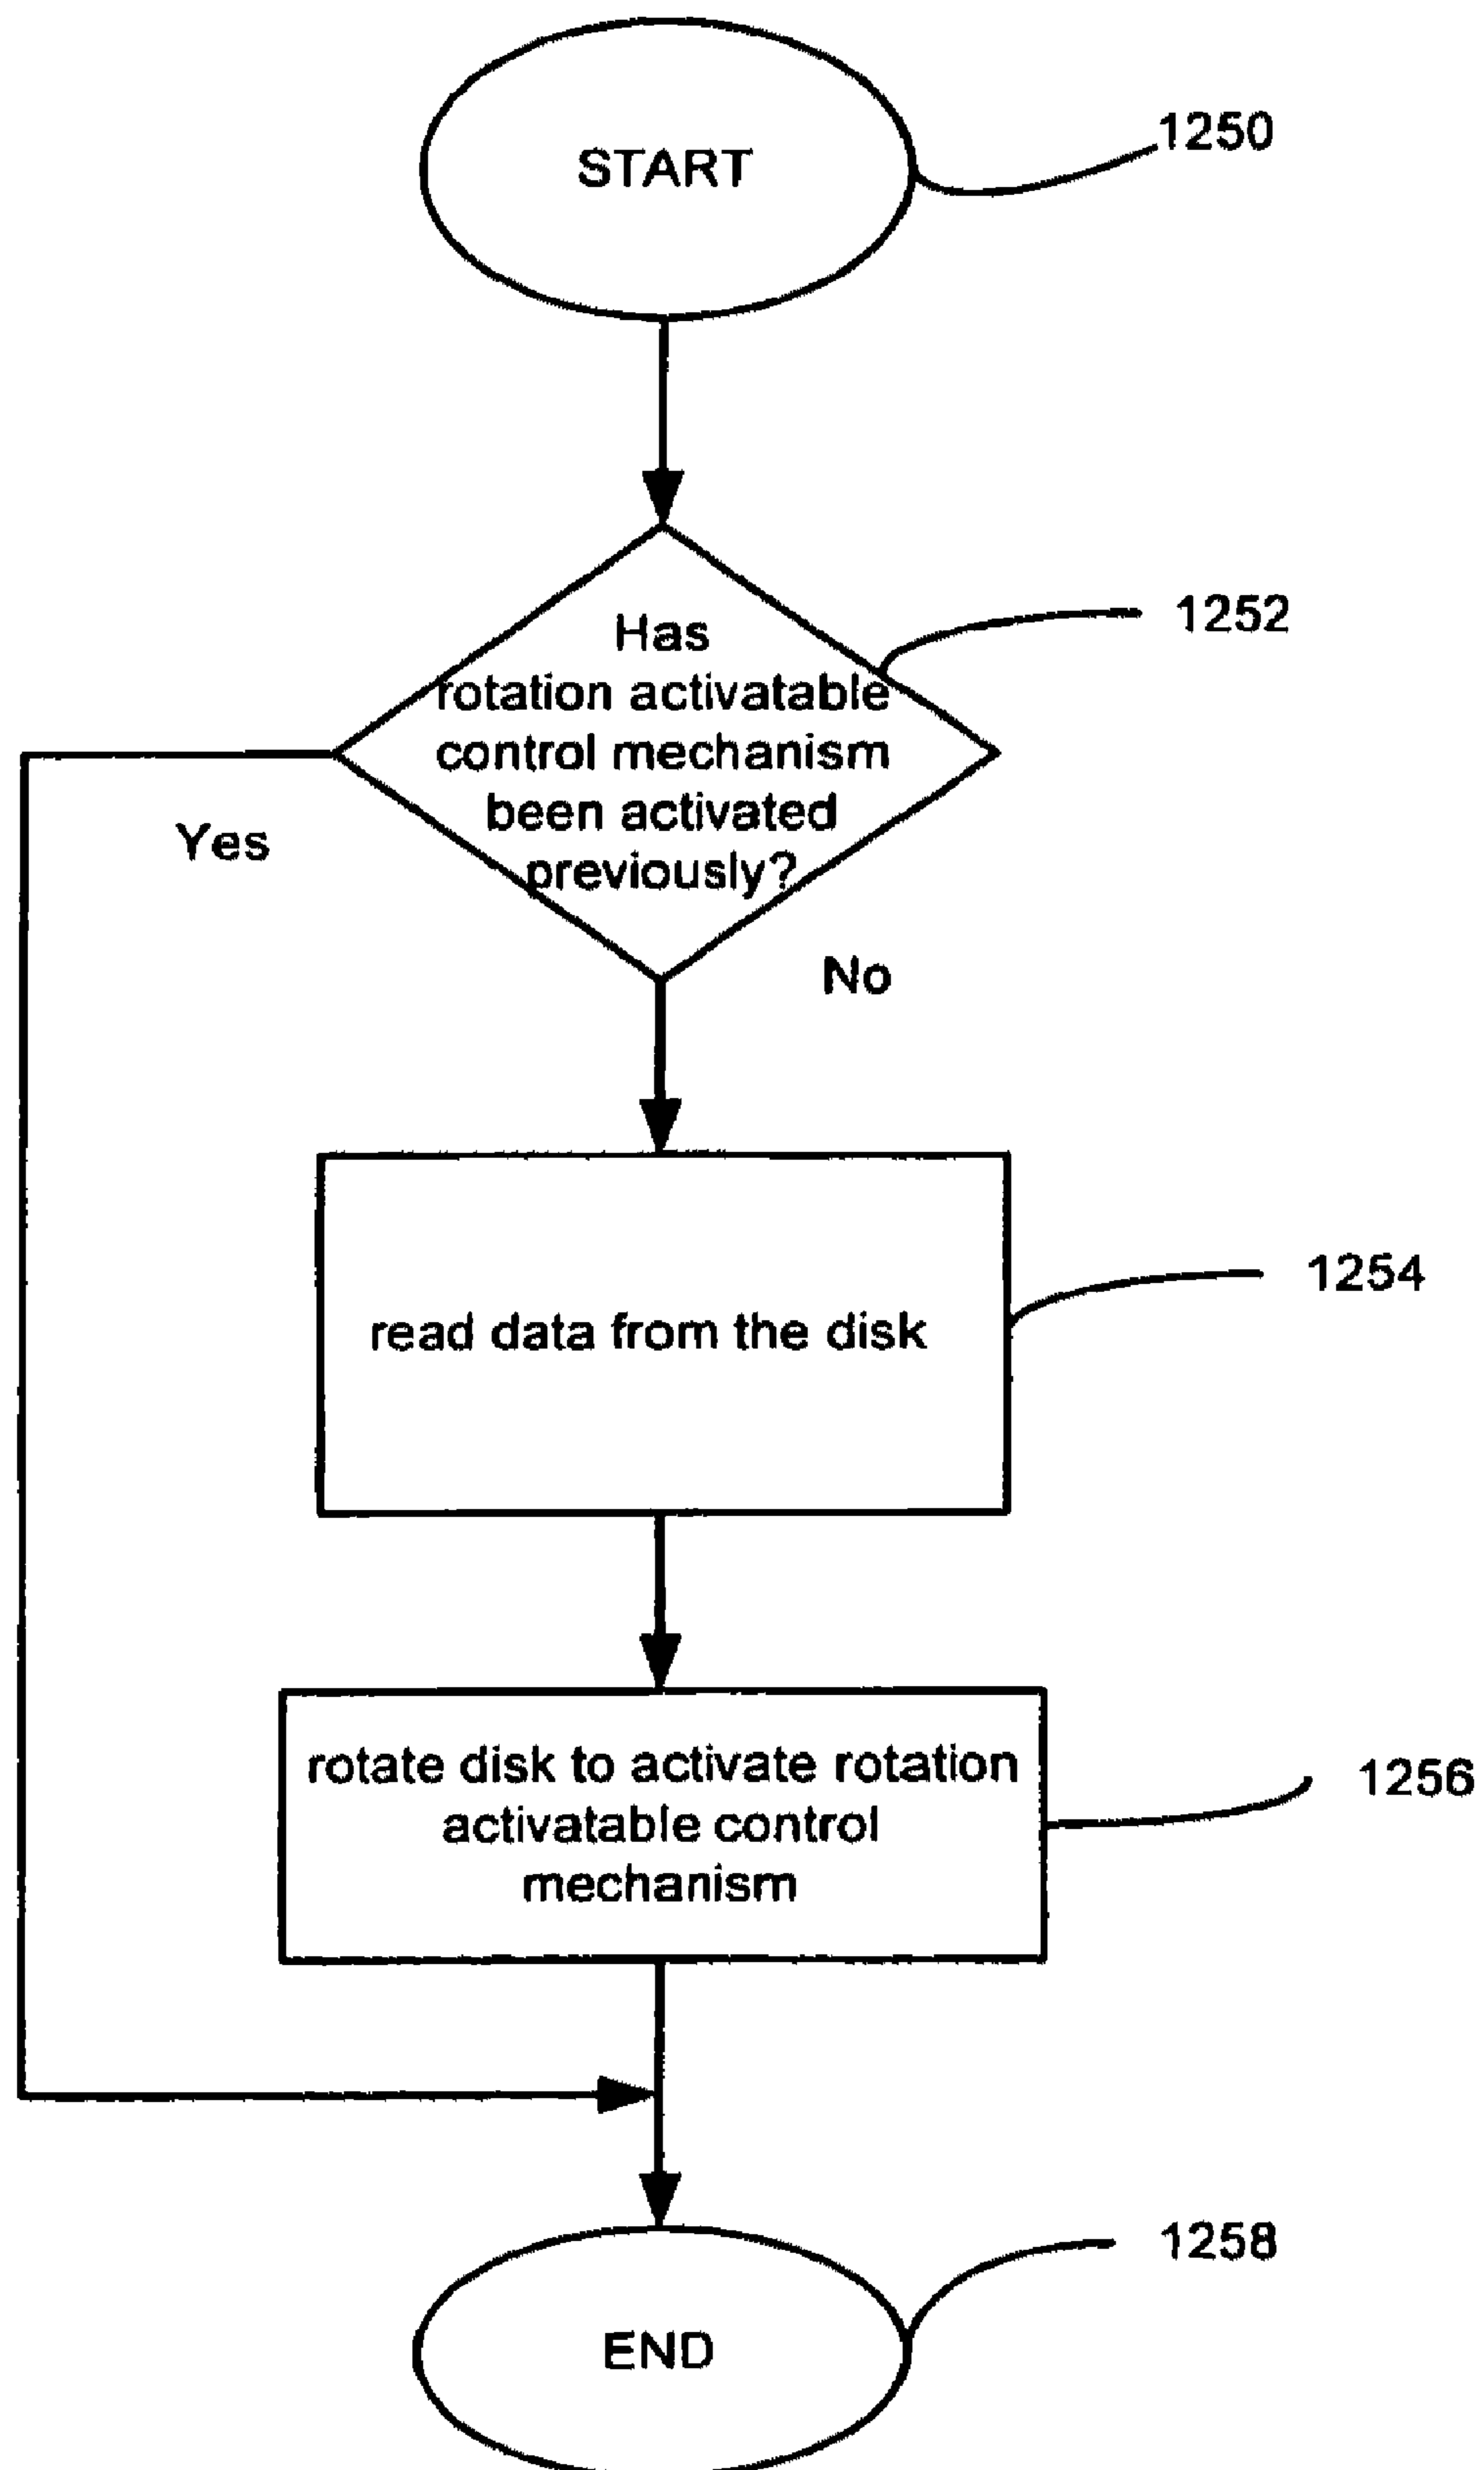 START
1250
Has
rotation activatable
control mechanism
been activated
previously?
1252
Yes
No
read data from the disk
1254
rotate disk to activate rotation
activatable control
mechanism
1256
END
1258